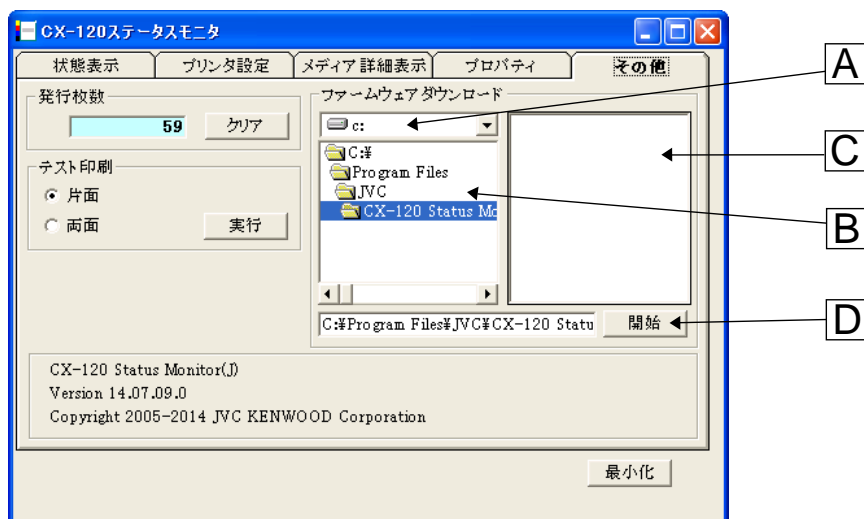 CX-120ステータスモニタ
状態表示 プリンタ設定 メディア詳細表示 プロパティ その他
発行枚数
59 クリア
テスト印刷
片面
両面 実行
ファームウェアダウンロード
c:
C:¥
Program Files
JVC
CX-120 Status Mo
C:¥Program Files¥JVC¥CX-120 Statu 開始
CX-120 Status Monitor(J)
Version 14.07.09.0
Copyright 2005-2014 JVC KENWOOD Corporation
最小化
A
C
B
D